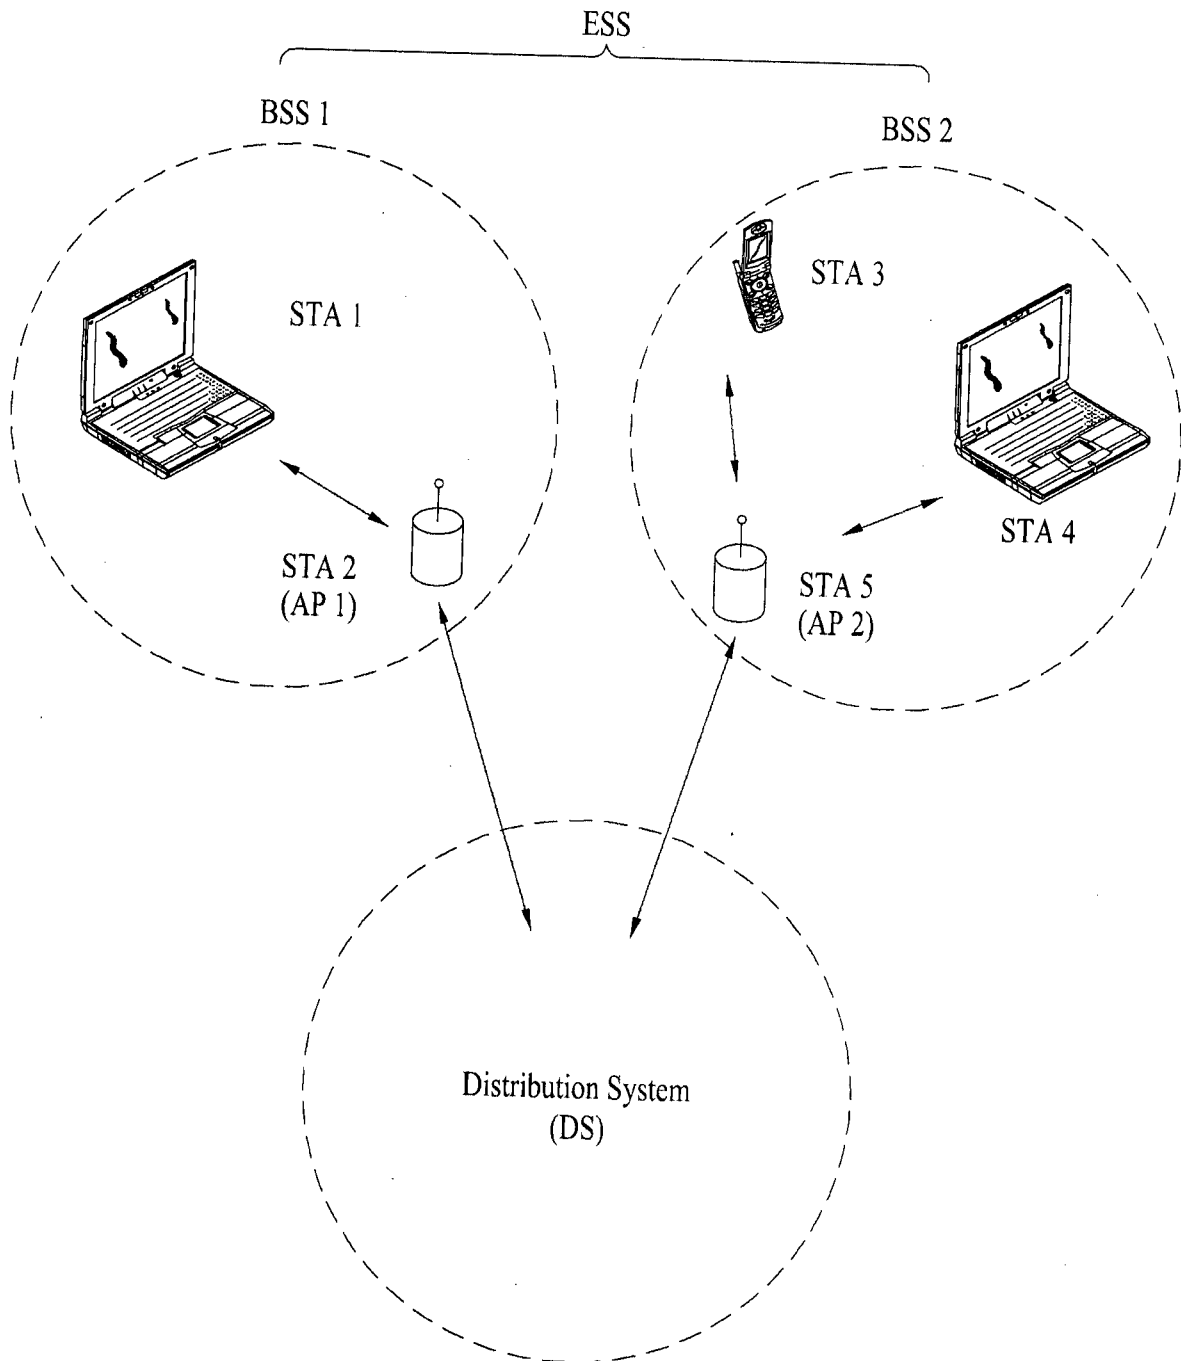 ESS
BSS 1
BSS 2
STA 1
STA 3
STA 4
STA 2
(AP 1)
STA 5
(AP 2)
Distribution System
(DS)